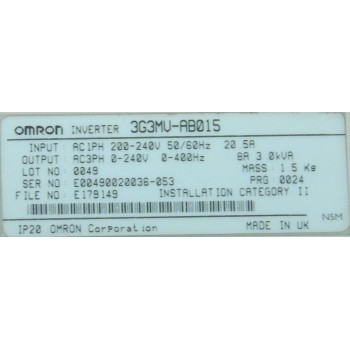 OMRON INVERTER 3G3MV-AB015
INPUT : AC1PH 200-240V 50/60Hz 20.5A
OUTPUT : AC3PH 0-240V 0-400Hz 8A 3.0kVA
LOT NO : 0049 MASS : 1.5 Kg
SER NO : E00490020036-053 PRG : 0024
FILE NO : E179149 INSTALLATION CATEGORY II
NSM
IP20 OMRON Corporation MADE IN UK